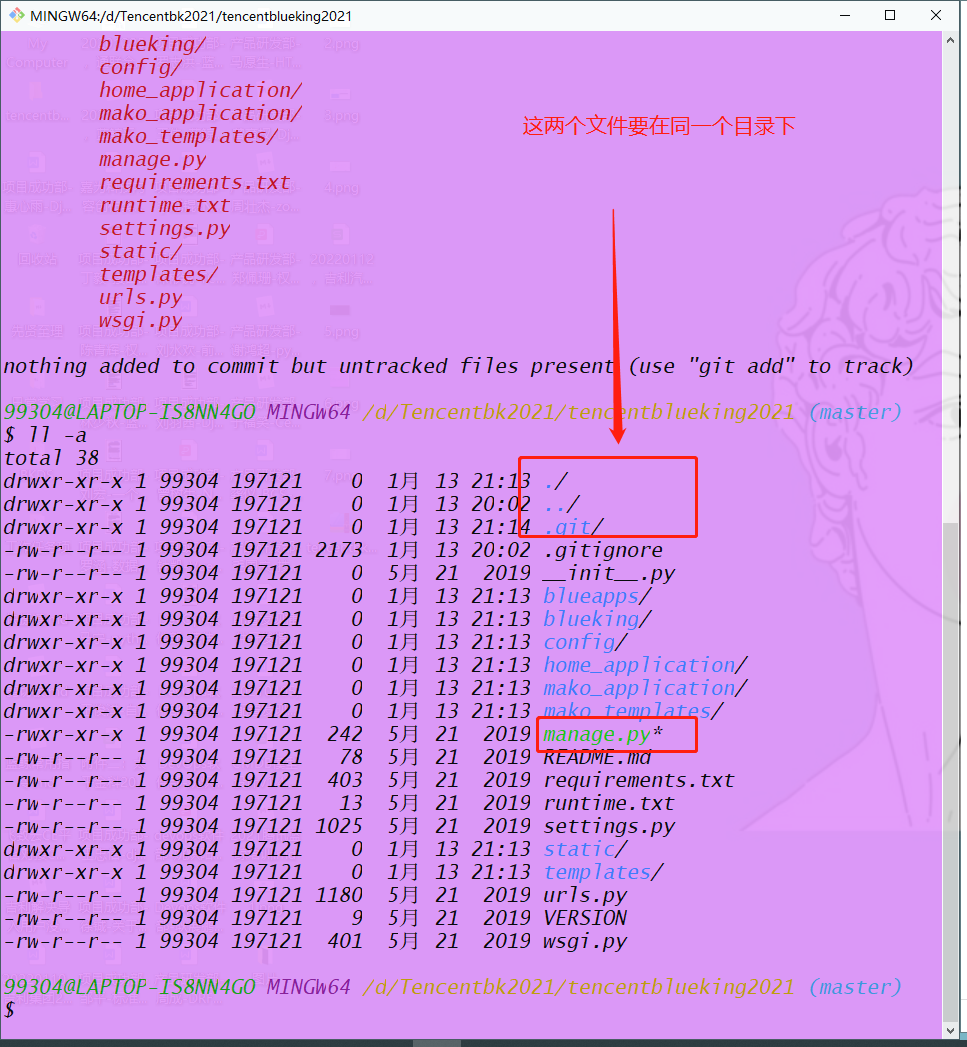 MINGW64:/d/Tencentbk2021/tencentblueking2021
blueking/
config/
home_application/
mako_application/
mako_templates/
manage.py
requirements.txt
runtime.txt
settings.py
static/
templates/
urls.py
wsgi.py
这两个文件要在同一个目录下
nothing added to commit but untracked files present (use "git add" to track)
99304@LAPTOP-IS8NN4GO MINGW64 /d/Tencentbk2021/tencentblueking2021 (master)
$ ll -a
total 38
drwxr-xr-x 1 99304 197121    0  1月 13 21:13 ./
drwxr-xr-x 1 99304 197121    0  1月 13 20:02 ../
drwxr-xr-x 1 99304 197121    0  1月 13 21:14 .git/
-rw-r--r-- 1 99304 197121 2173  1月 13 20:02 .gitignore
-rw-r--r-- 1 99304 197121    0  5月 21  2019 __init__.py
drwxr-xr-x 1 99304 197121    0  1月 13 21:13 blueapps/
drwxr-xr-x 1 99304 197121    0  1月 13 21:13 blueking/
drwxr-xr-x 1 99304 197121    0  1月 13 21:13 config/
drwxr-xr-x 1 99304 197121    0  1月 13 21:13 home_application/
drwxr-xr-x 1 99304 197121    0  1月 13 21:13 mako_application/
drwxr-xr-x 1 99304 197121    0  1月 13 21:13 mako_templates/
-rwxr-xr-x 1 99304 197121  242  5月 21  2019 manage.py*
-rw-r--r-- 1 99304 197121   78  5月 21  2019 README.md
-rw-r--r-- 1 99304 197121  403  5月 21  2019 requirements.txt
-rw-r--r-- 1 99304 197121   13  5月 21  2019 runtime.txt
-rw-r--r-- 1 99304 197121 1025  5月 21  2019 settings.py
drwxr-xr-x 1 99304 197121    0  1月 13 21:13 static/
drwxr-xr-x 1 99304 197121    0  1月 13 21:13 templates/
-rw-r--r-- 1 99304 197121 1180  5月 21  2019 urls.py
-rw-r--r-- 1 99304 197121    9  5月 21  2019 VERSION
-rw-r--r-- 1 99304 197121  401  5月 21  2019 wsgi.py
99304@LAPTOP-IS8NN4GO MINGW64 /d/Tencentbk2021/tencentblueking2021 (master)
$